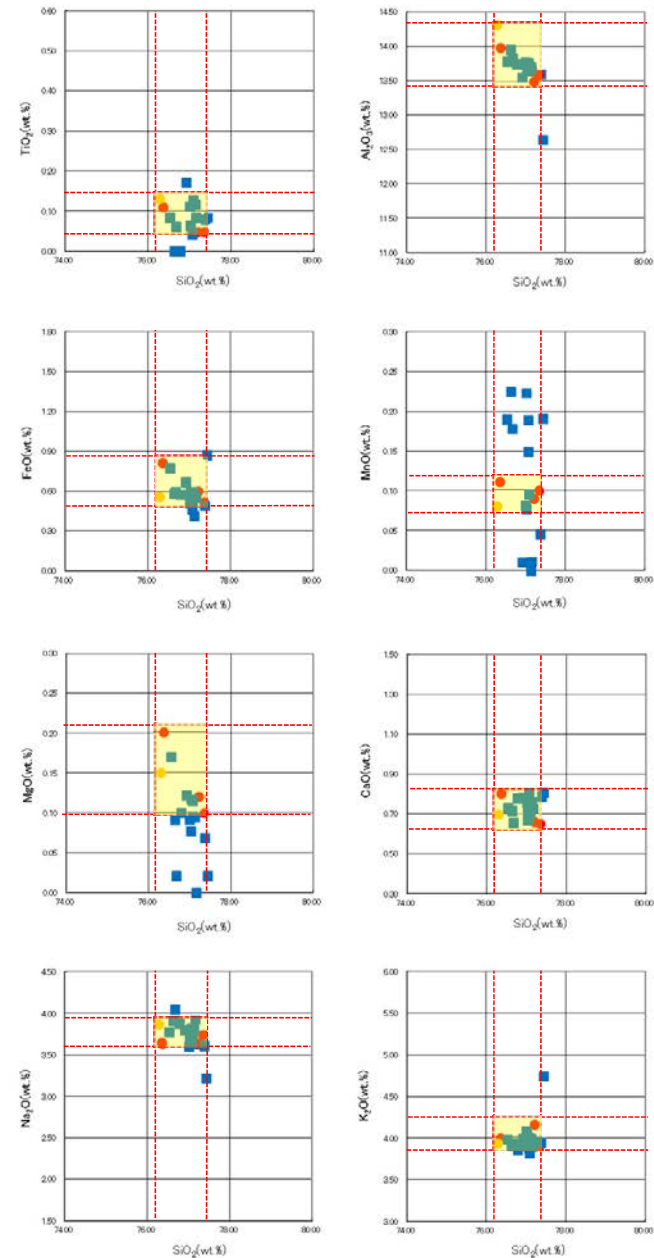 TiO₂(wt.%)
0.60
0.50
0.40
0.30
0.20
0.10
0.00
74.00 76.00 78.00 80.00
SiO₂(wt.%)
Al₂O₃(wt.%)
14.50
14.00
13.50
13.00
12.50
12.00
11.50
11.00
74.00 76.00 78.00 80.00
SiO₂(wt.%)
FeO(wt.%)
1.80
1.50
1.20
0.90
0.60
0.30
0.00
74.00 76.00 78.00 80.00
SiO₂(wt.%)
MnO(wt.%)
0.30
0.25
0.20
0.15
0.10
0.05
0.00
74.00 76.00 78.00 80.00
SiO₂(wt.%)
MgO(wt.%)
0.30
0.25
0.20
0.15
0.10
0.05
0.00
74.00 76.00 78.00 80.00
SiO₂(wt.%)
CaO(wt.%)
1.50
1.30
1.10
0.90
0.70
0.50
0.30
74.00 76.00 78.00 80.00
SiO₂(wt.%)
Na₂O(wt.%)
4.50
4.00
3.50
3.00
2.50
2.00
1.50
74.00 76.00 78.00 80.00
SiO₂(wt.%)
K₂O(wt.%)
6.00
5.50
5.00
4.50
4.00
3.50
3.00
74.00 76.00 78.00 80.00
SiO₂(wt.%)